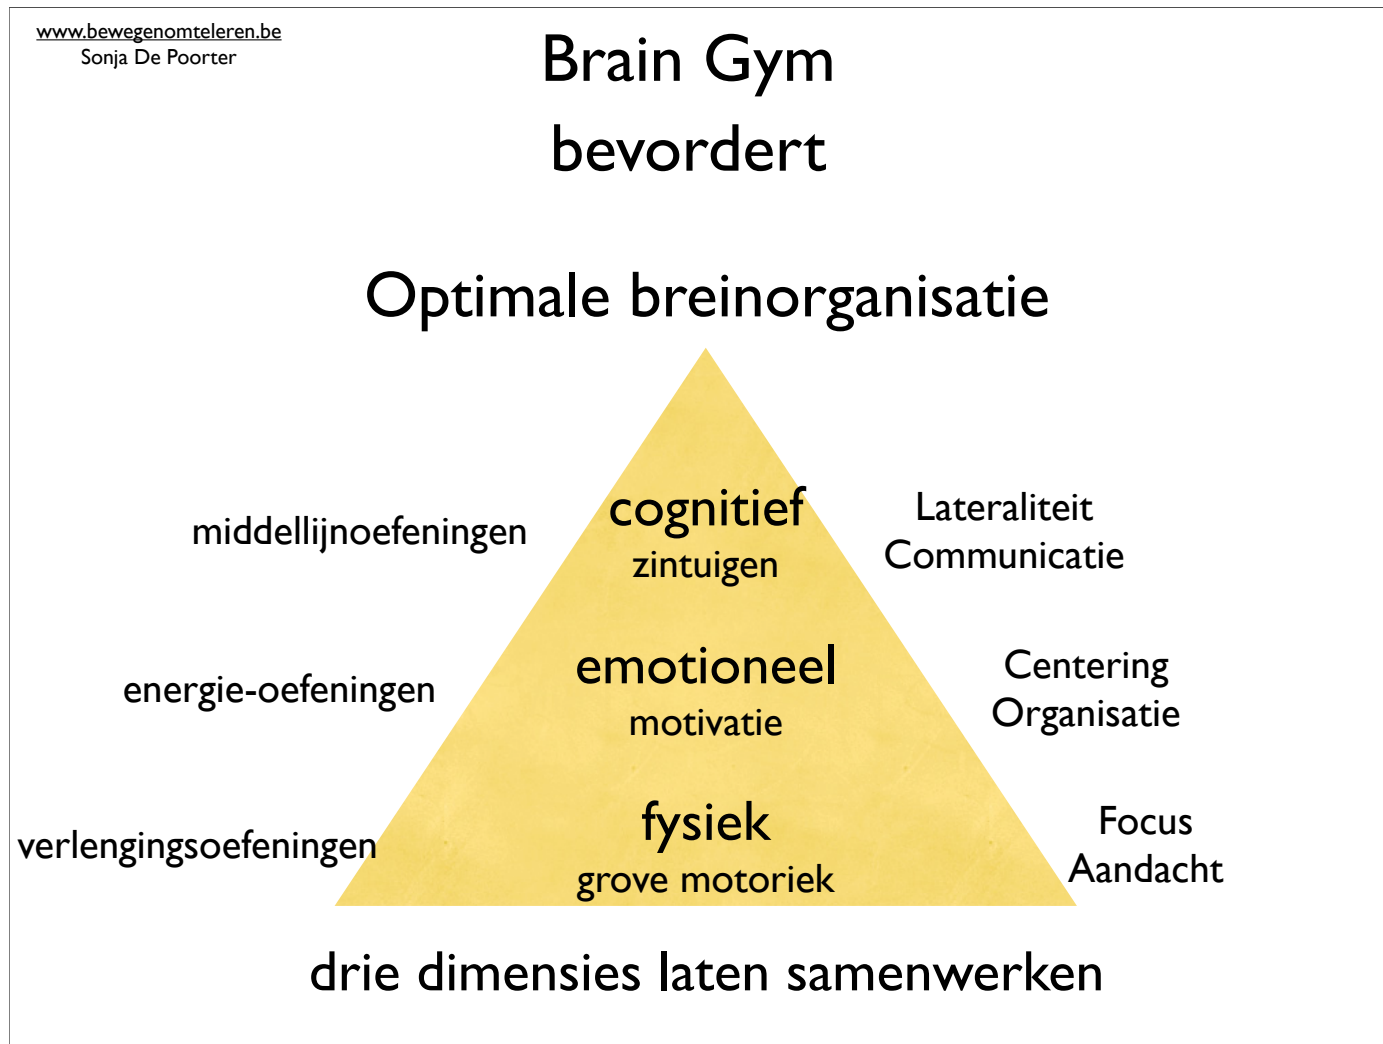 www.bewegenomteleren.be
Sonja De Poorter
Brain Gym
bevordert
Optimale breinorganisatie
middellijnoefeningen
cognitief
zintuigen
Lateraliteit
Communicatie
energie-oefeningen
emotioneel
motivatie
Centering
Organisatie
verlengingsoefeningen
fysiek
grove motoriek
Focus
Aandacht
drie dimensies laten samenwerken